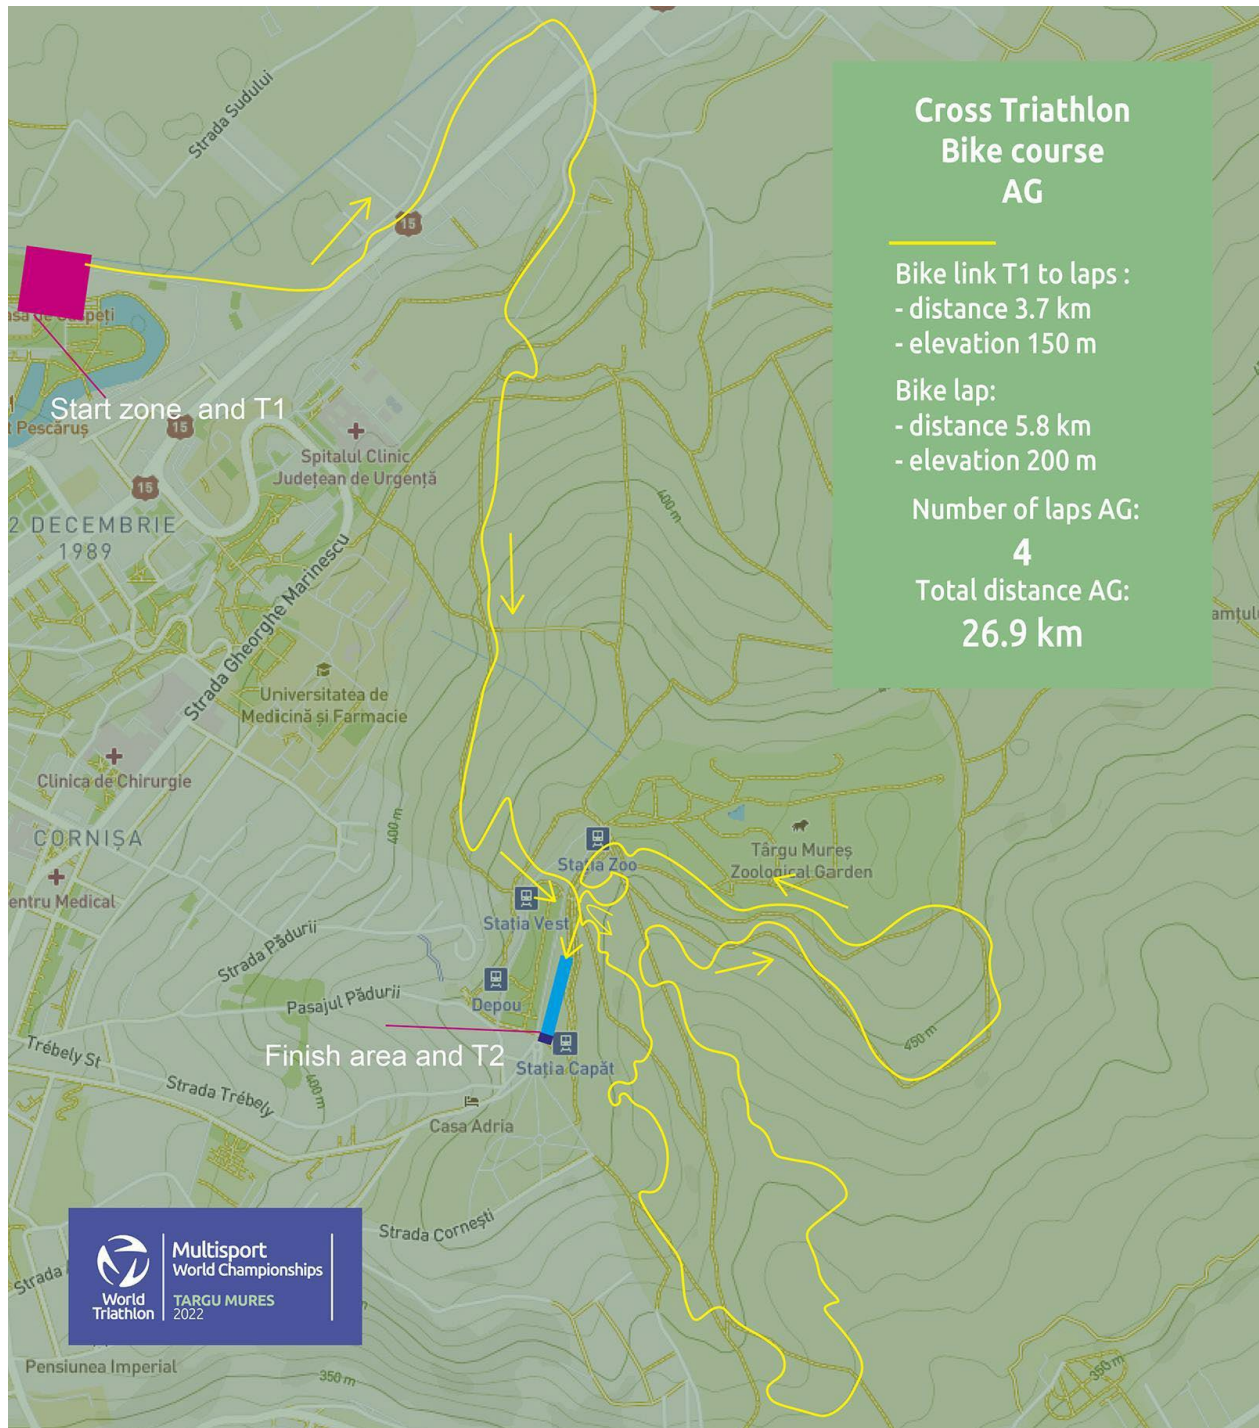 Strada Sudului
15
Cross Triathlon
Bike course
AG
Bike link T1 to laps :
- distance 3.7 km
- elevation 150 m
Bike lap:
- distance 5.8 km
- elevation 200 m
Number of laps AG:
4
Total distance AG:
26.9 km
Start zone and T1
t Pescăruș
15
15
Spitalul Clinic
Județean de Urgență
400 m
2 DECEMBRIE
1989
Strada Gheorghe Marinescu
Universitatea de
Medicină și Farmacie
Clinica de Chirurgie
CORNIȘA
400 m
entru Medical
Stația Zoo
Târgu Mureș
Zoological Garden
Stația Vest
Strada Pădurii
Pasajul Pădurii
Depou
450 m
Finish area and T2
Stația Capăt
Trébely St
Strada Trébely
400 m
Casa Adria
Strada Cornești
Strada
World
Triathlon
Multisport
World Championships
TARGU MURES
2022
Pensiunea Imperial
350 m
350 m